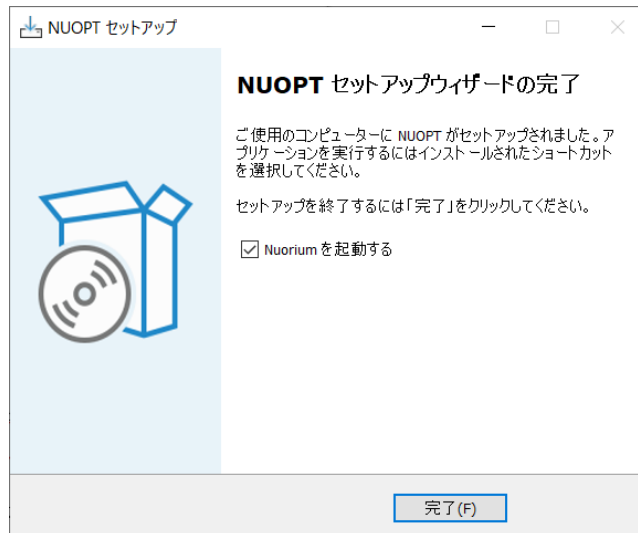 NUOPT セットアップ
NUOPT セットアップウィザードの完了
ご使用のコンピューターに NUOPT がセットアップされました。ア
プリケーションを実行するにはインストールされたショートカット
を選択してください。
セットアップを終了するには「完了」をクリックしてください。
Nuorium を起動する
完了(F)